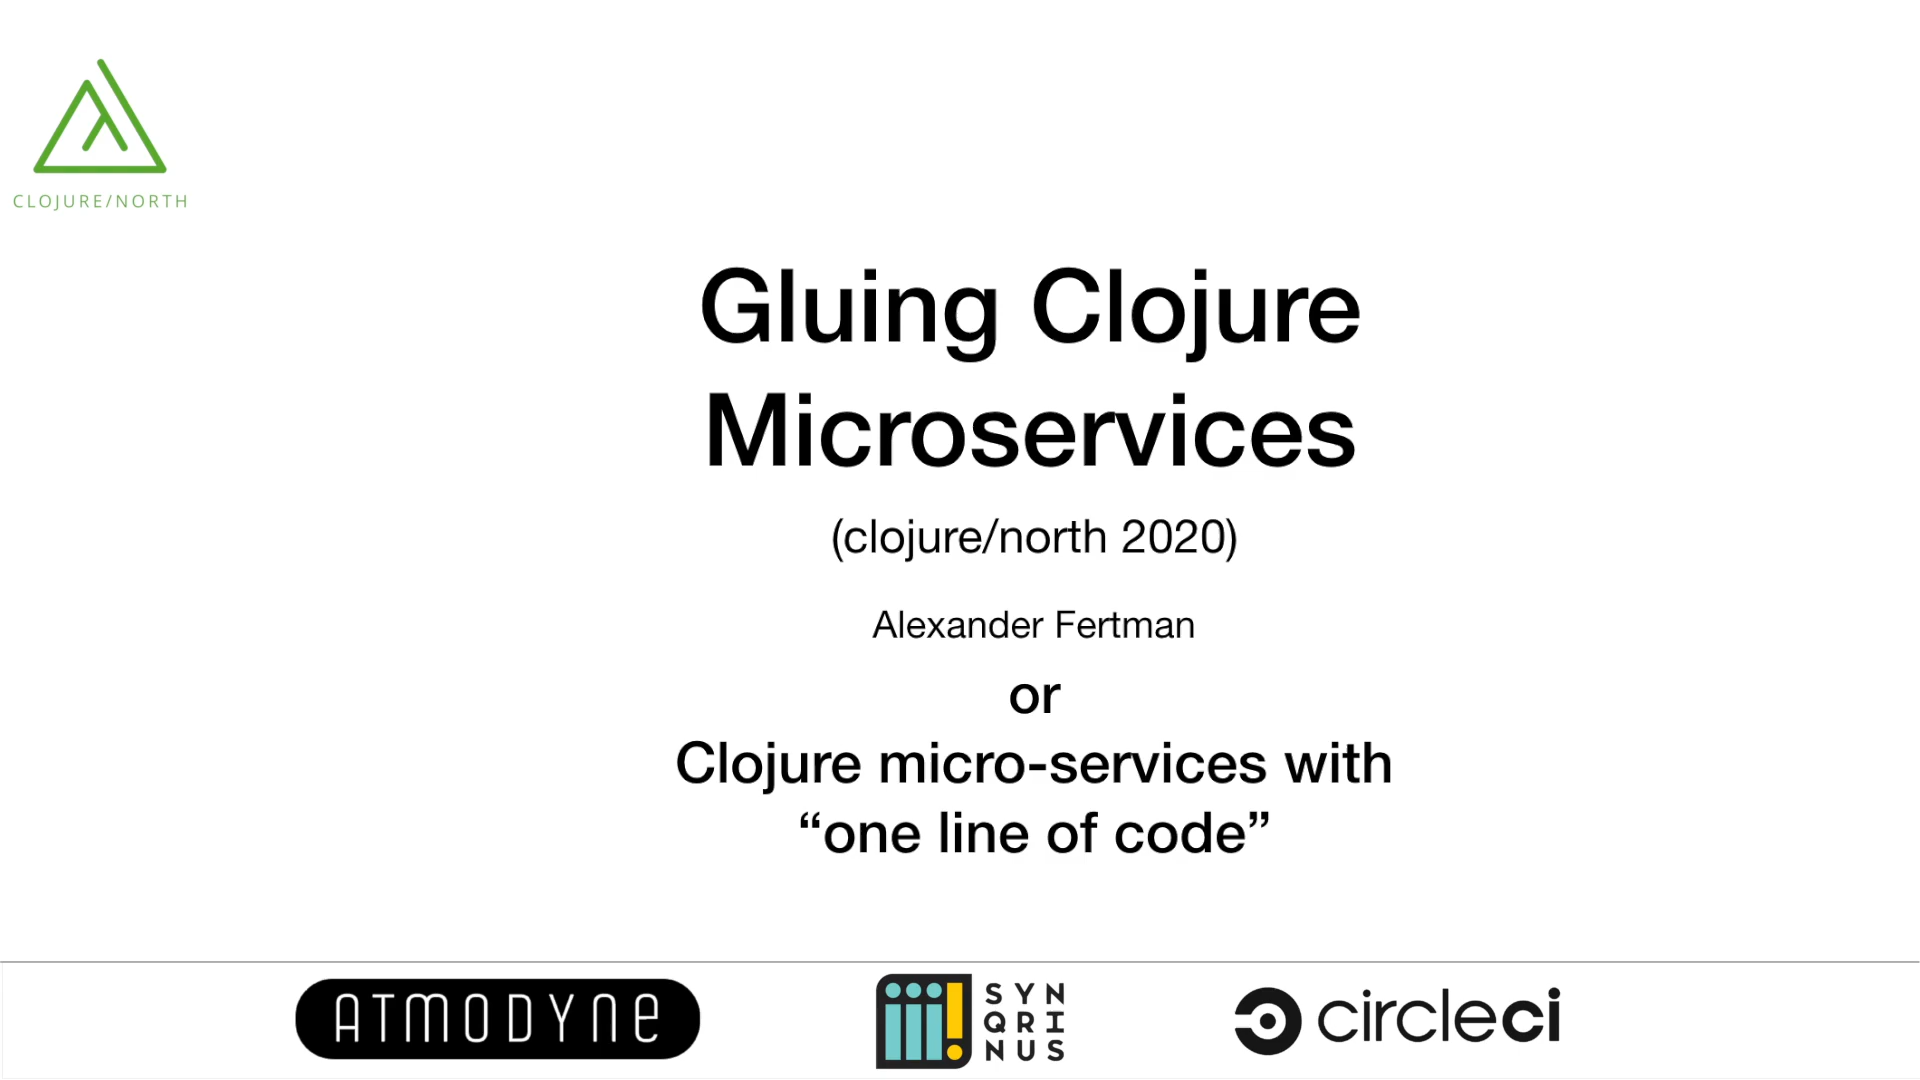 CLOJURE/NORTH
Gluing Clojure
Microservices
(clojure/north 2020)
Alexander Fertman
or
Clojure micro-services with
“one line of code”
ATMODYNE
SYN
QRI
NUS
circleci